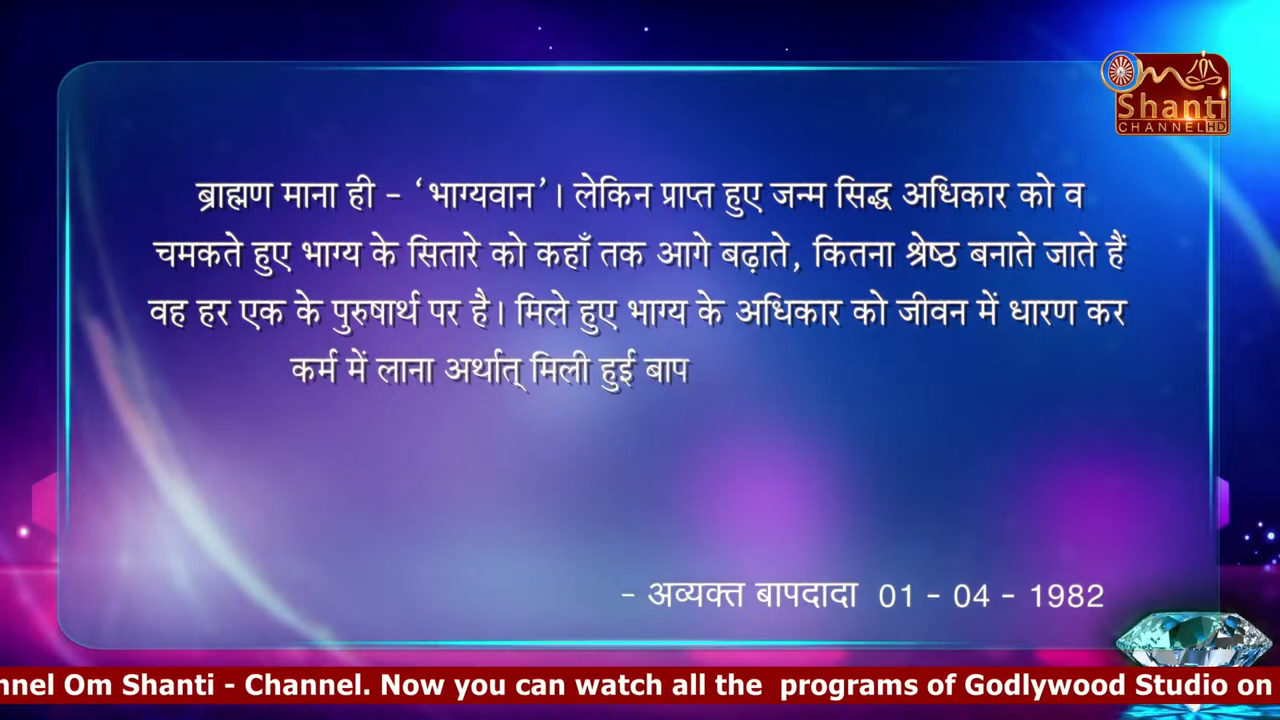 Om
Shanti
CHANNEL HD
ब्राह्मण माना ही - ‘भाग्यवान’। लेकिन प्राप्त हुए जन्म सिद्ध अधिकार को व
चमकते हुए भाग्य के सितारे को कहाँ तक आगे बढ़ाते, कितना श्रेष्ठ बनाते जाते हैं
वह हर एक के पुरुषार्थ पर है। मिले हुए भाग्य के अधिकार को जीवन में धारण कर
कर्म में लाना अर्थात् मिली हुई बाप
- अव्यक्त बापदादा 01 - 04 - 1982
nnel Om Shanti - Channel. Now you can watch all the programs of Godlywood Studio on